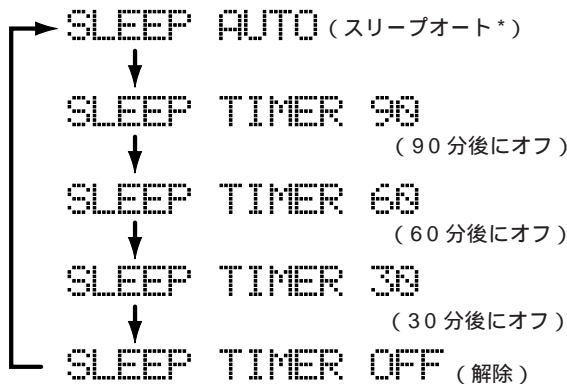 SLEEP AUTO (スリープオート*)
SLEEP TIMER 90
(90分後にオフ)
SLEEP TIMER 60
(60分後にオフ)
SLEEP TIMER 30
(30分後にオフ)
SLEEP TIMER OFF (解除)